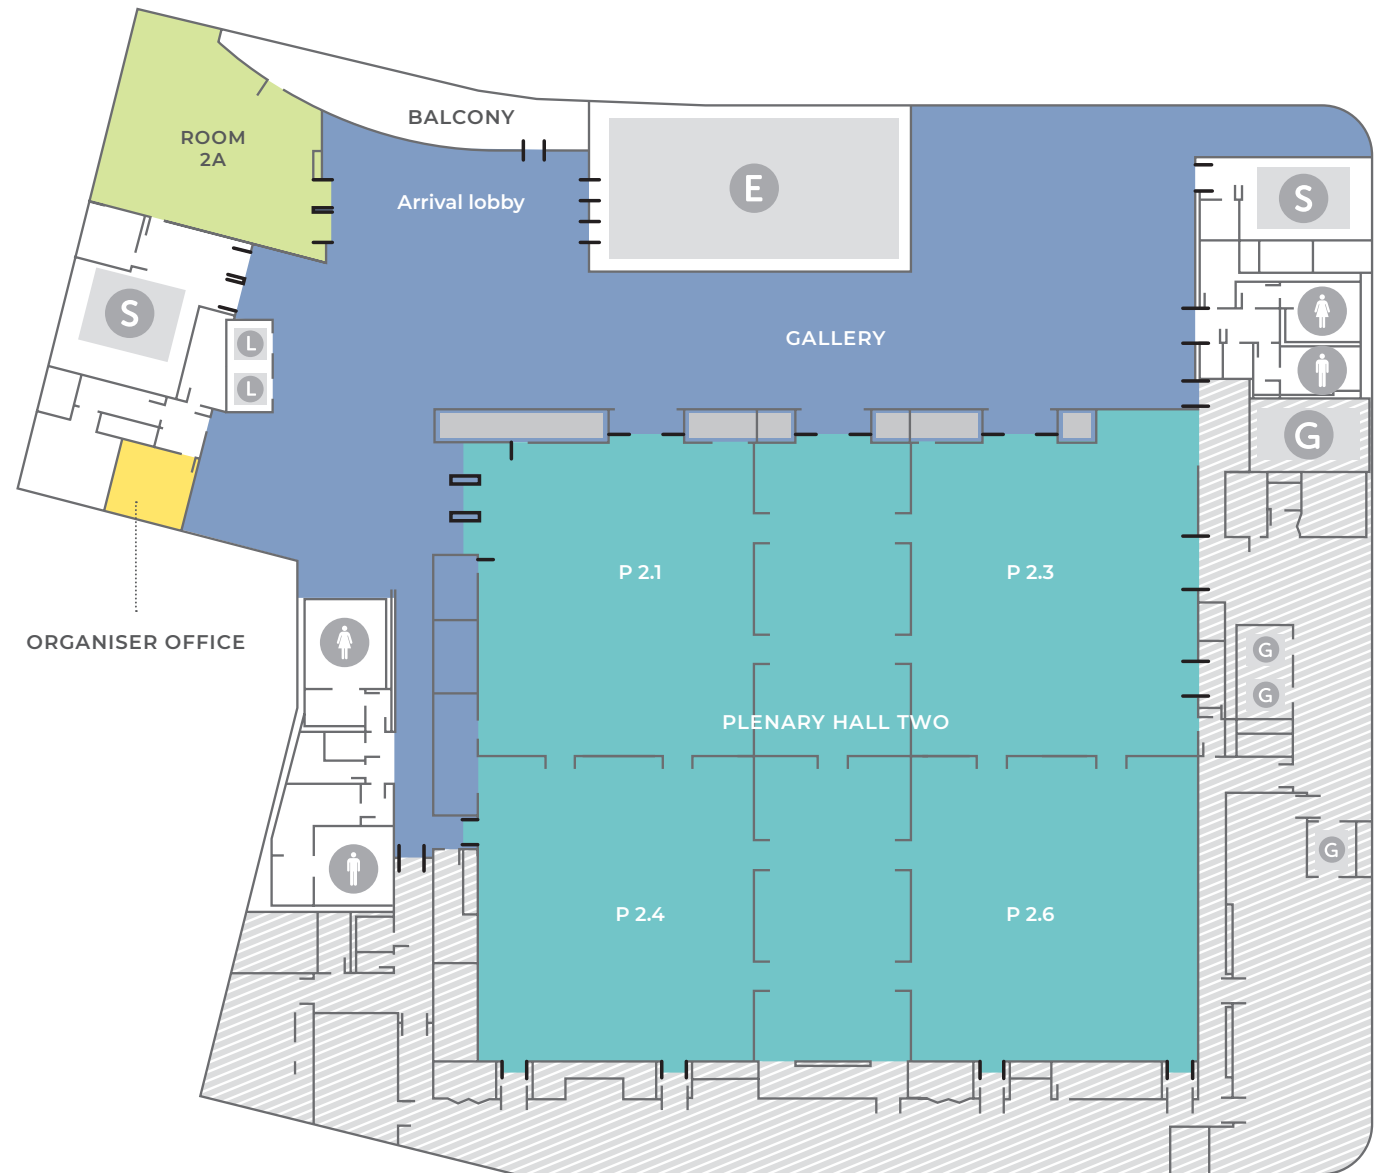 BALCONY
ROOM
2A
Arrival lobby
E
S
S
GALLERY
L
L
G
P 2.1
P 2.3
ORGANISER OFFICE
G
G
PLENARY HALL TWO
G
P 2.4
P 2.6